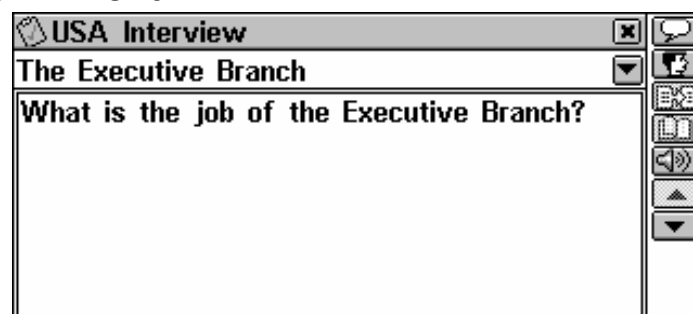 USA Interview
The Executive Branch
What is the job of the Executive Branch?